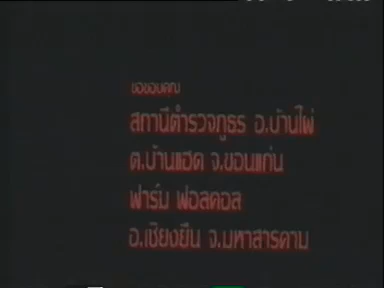 ขอขอบคุณ
สถานีตำรวจภูธร อ.บ้านไผ่
ต.บ้านแฮด จ.ขอนแก่น
ฟาร์ม ฟอสคอส
อ.เชียงยืน จ.มหาสารคาม